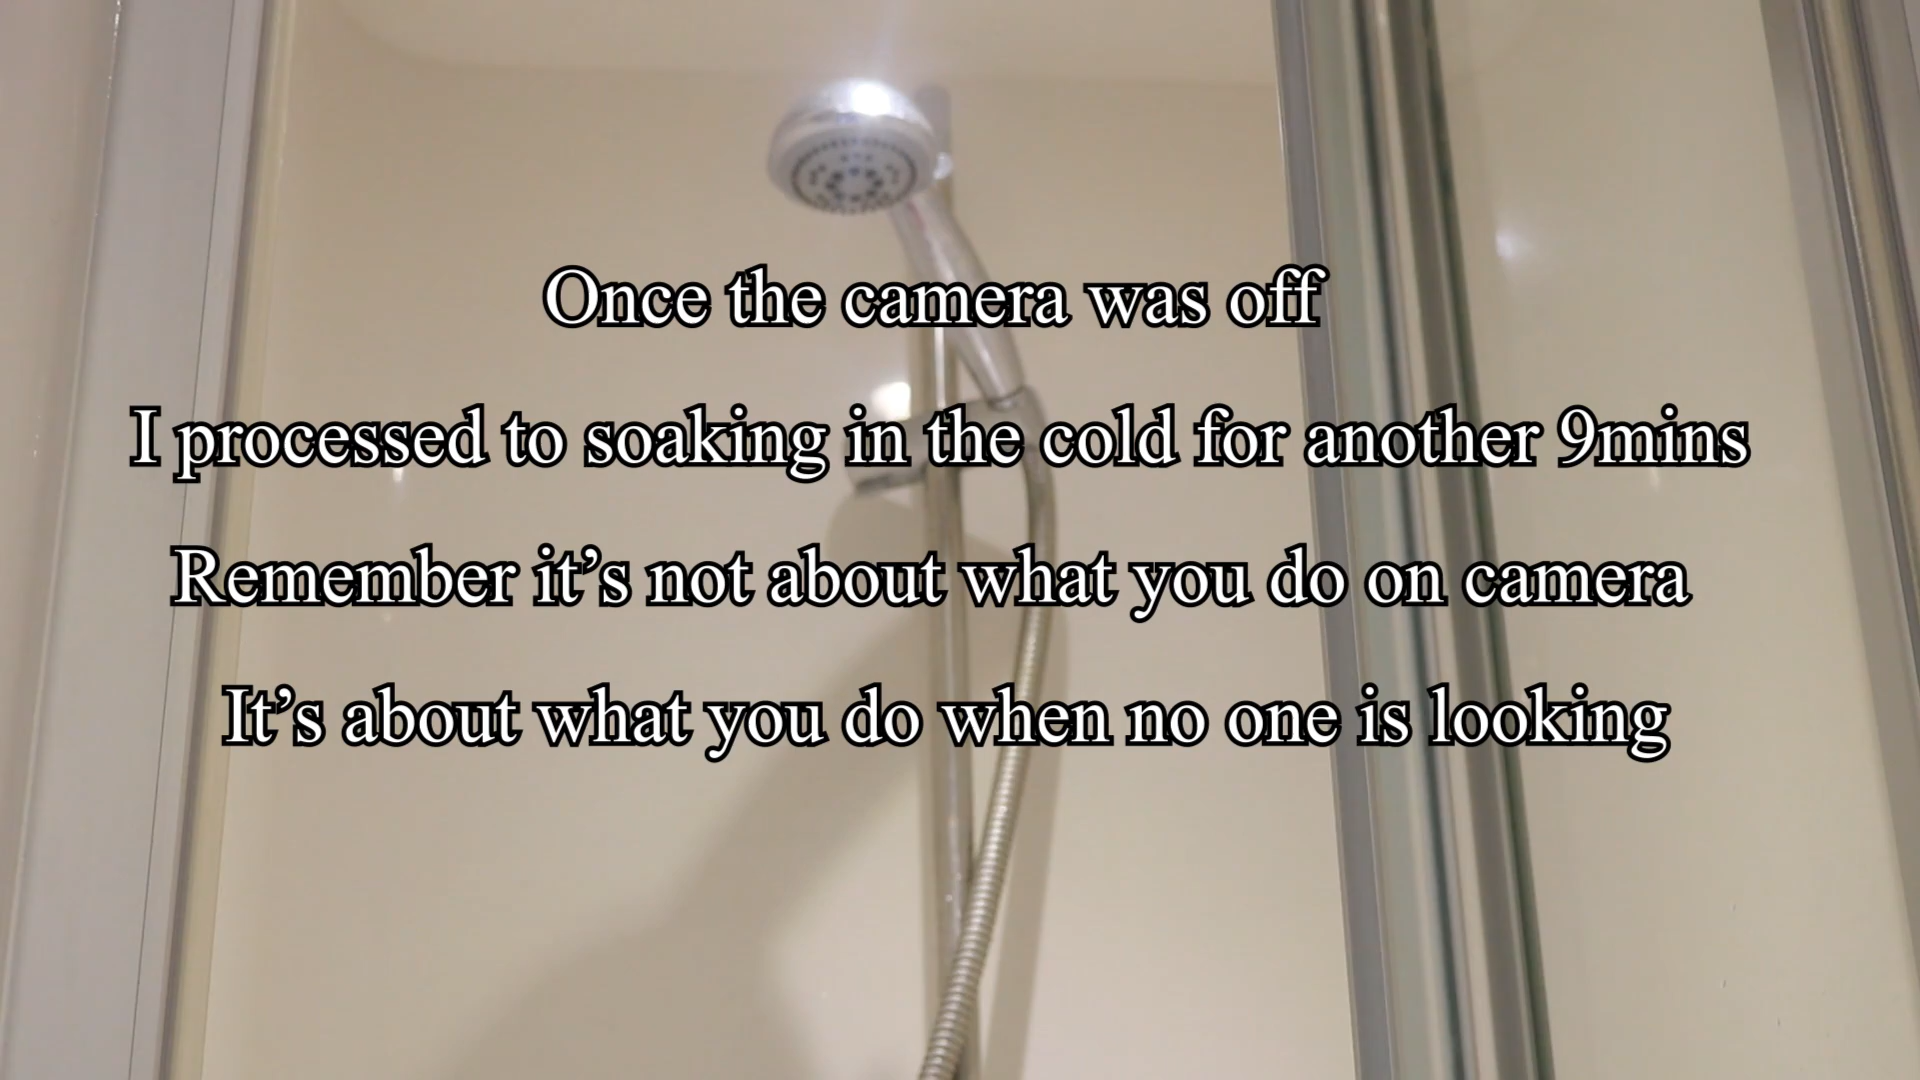 Once the camera was off
I processed to soaking in the cold for another 9mins
Remember it’s not about what you do on camera
It’s about what you do when no one is looking